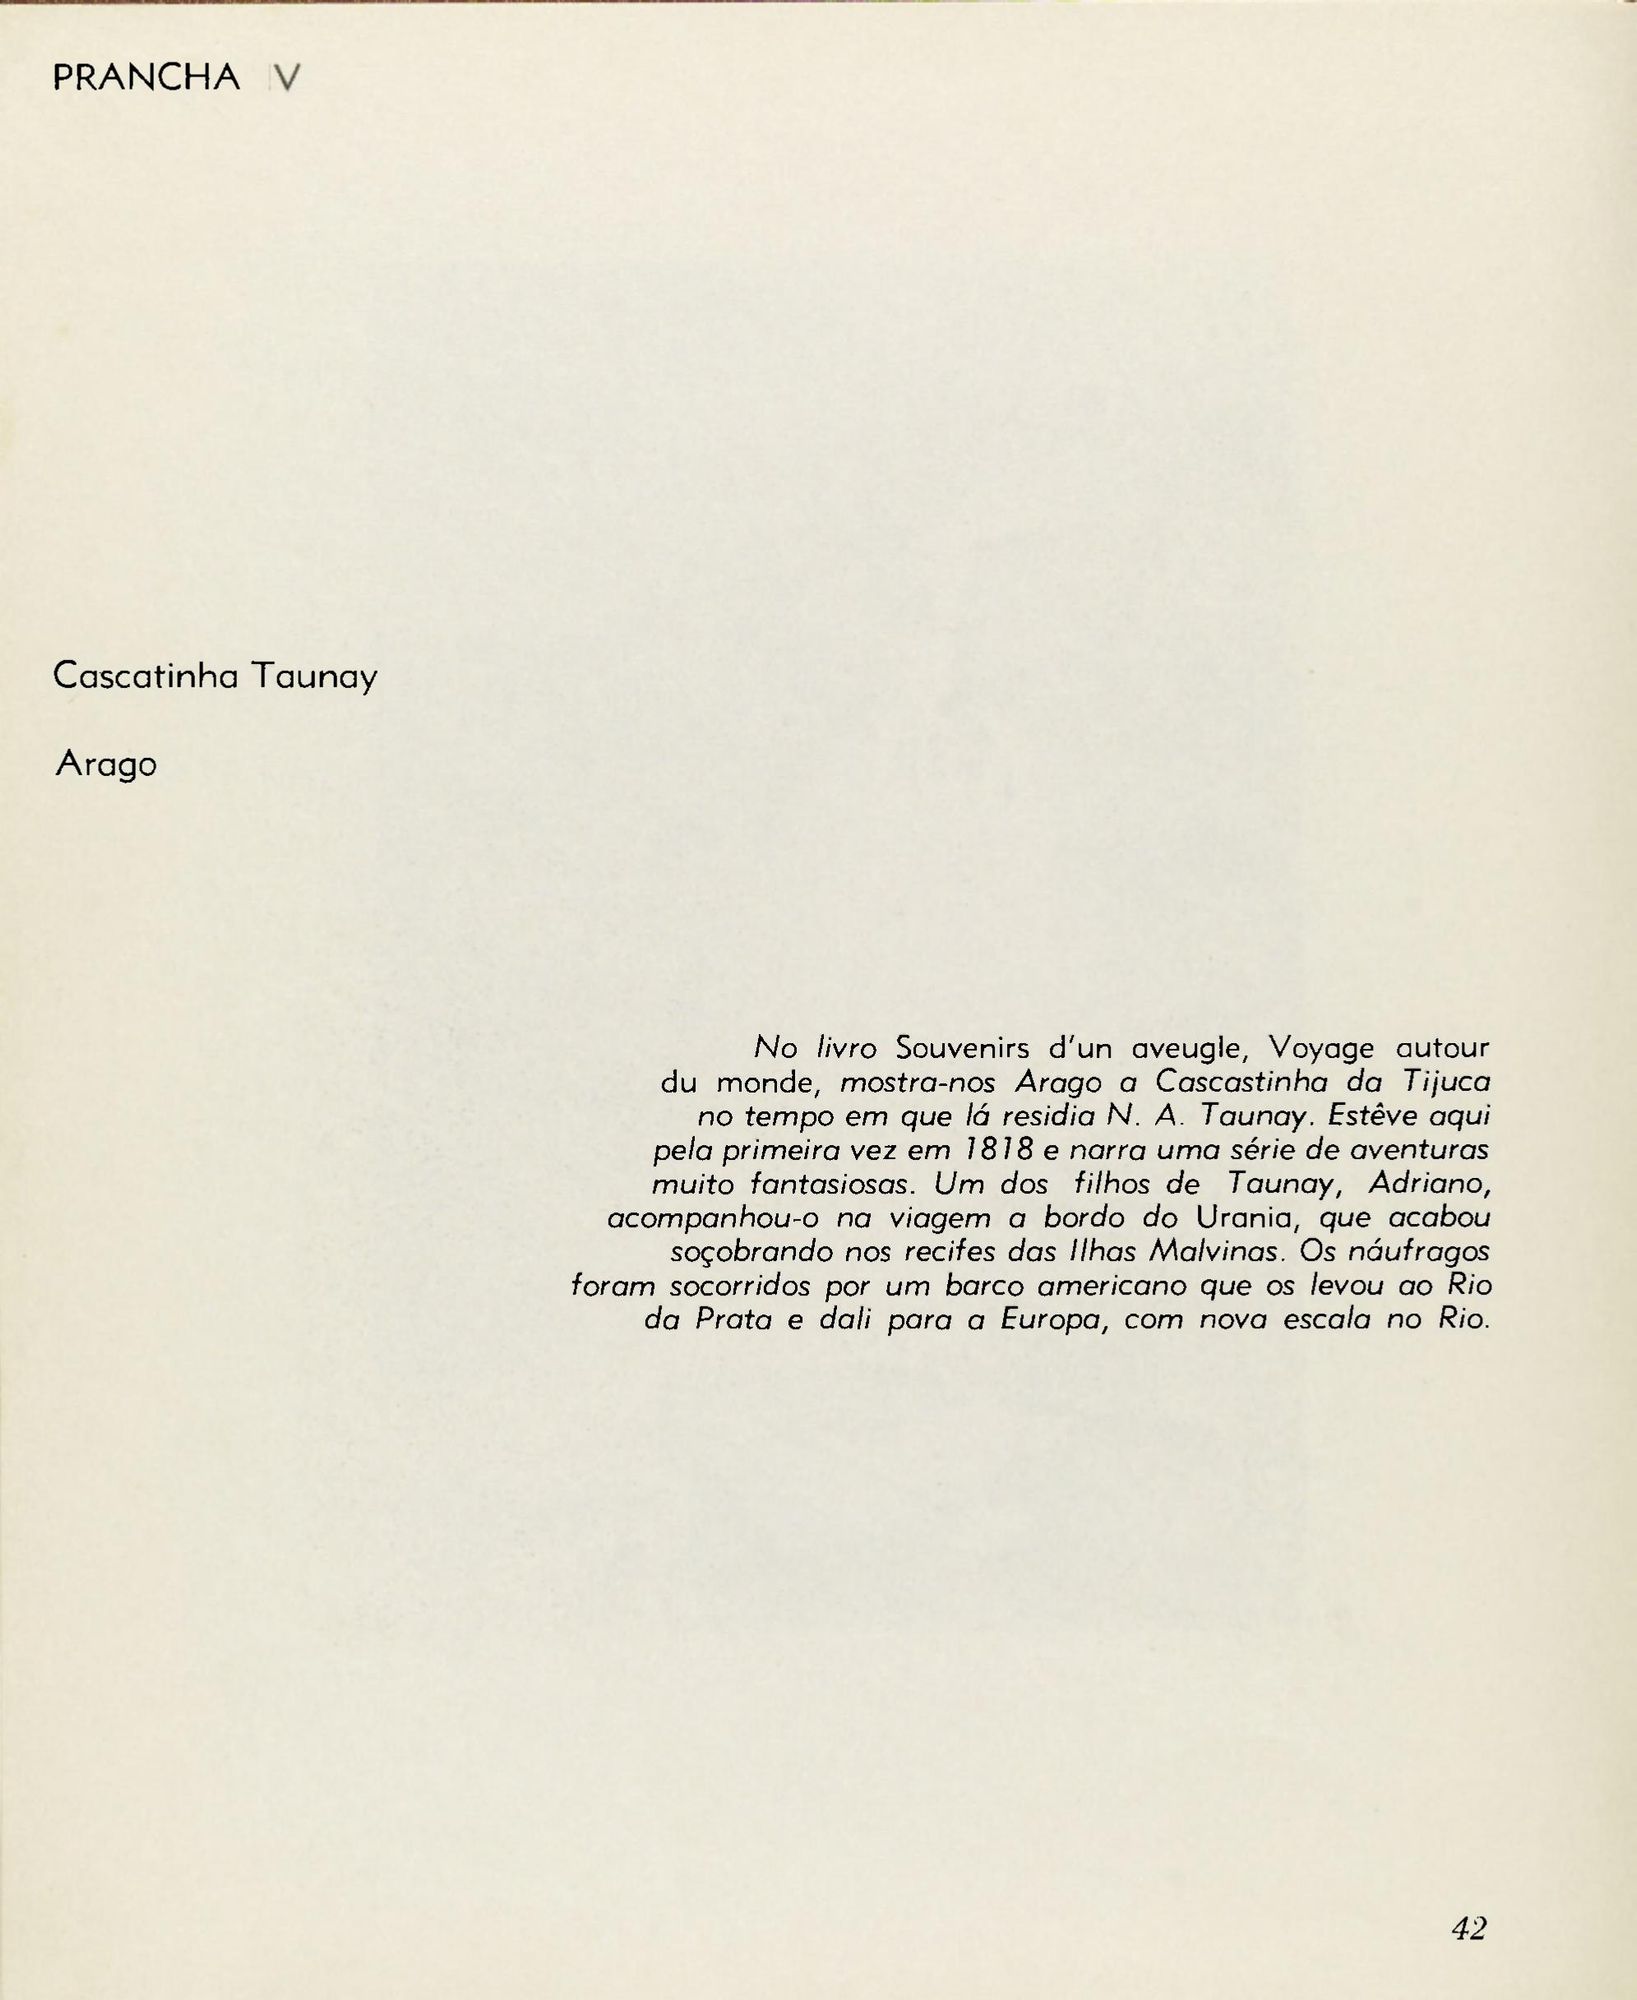 PRANCHA V
Cascatinha Taunay
Arago
No livro Souvenirs d'un aveugle, Voyage autour
du monde, mostra-nos Arago a Cascastinha da Tijuca
no tempo em que lá residia N. A. Taunay. Estêve aqui
pela primeira vez em 1818 e narra uma série de aventuras
muito fantasiosas. Um dos filhos de Taunay, Adriano,
acompanhou-o na viagem a bordo do Urania, que acabou
soçobrando nos recifes das Ilhas Malvinas. Os náufragos
foram socorridos por um barco americano que os levou ao Rio
da Prata e dali para a Europa, com nova escala no Rio.
42